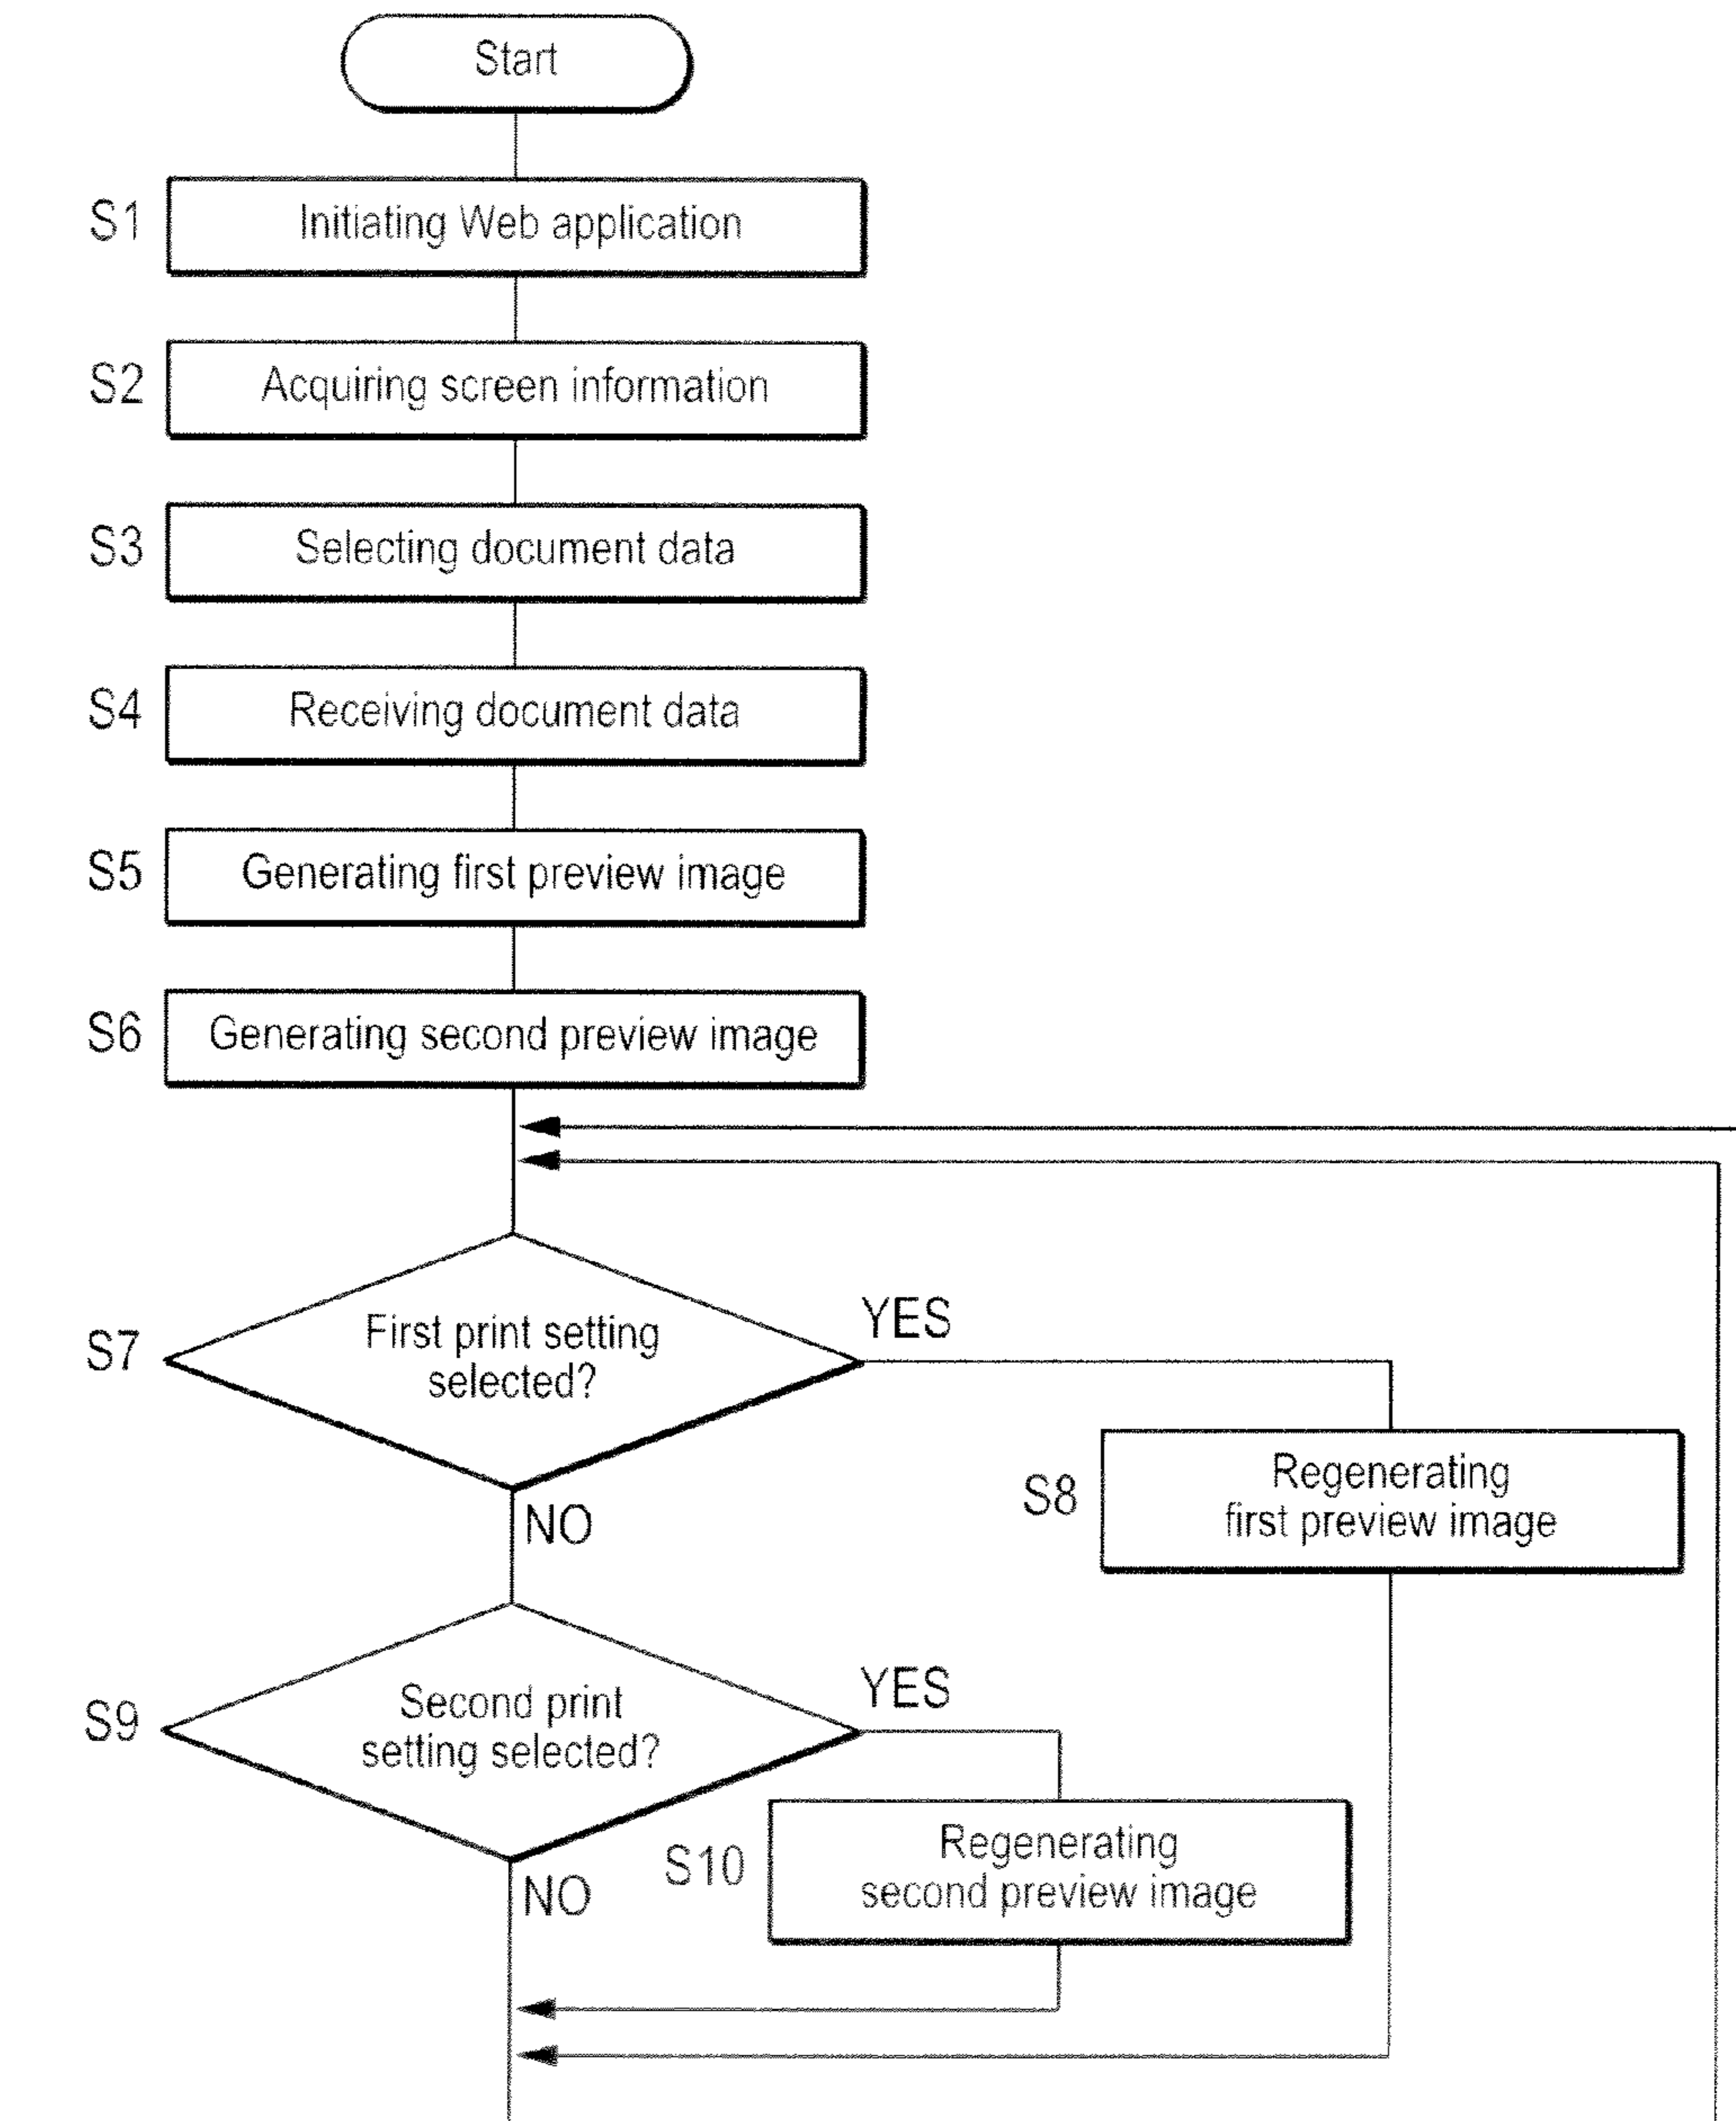 Start
S1
Initiating Web application
S2
Acquiring screen information
S3
Selecting document data
S4
Receiving document data
S5
Generating first preview image
S6
Generating second preview image
S7
First print setting
selected?
YES
NO
S8
Regenerating
first preview image
S9
Second print
setting selected?
YES
NO
S10
Regenerating
second preview image